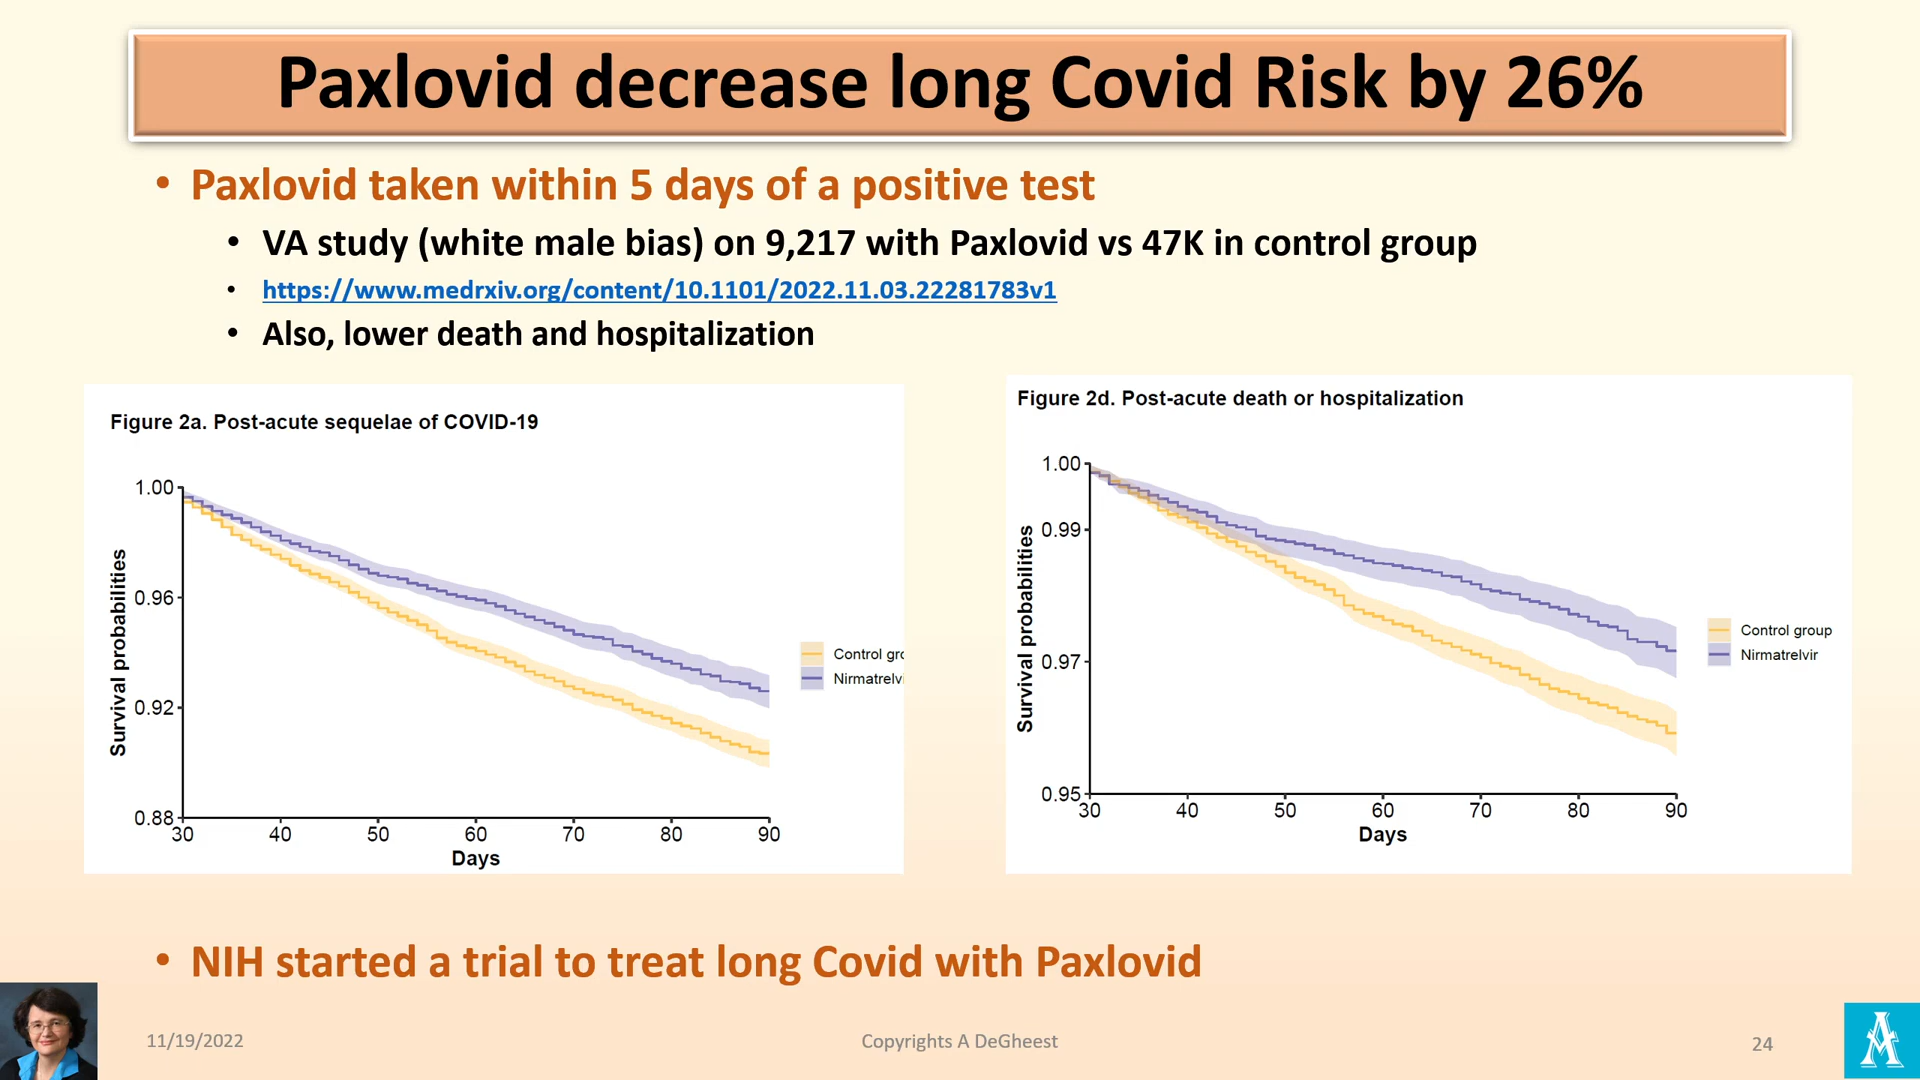 Paxlovid decrease long Covid Risk by 26%
• Paxlovid taken within 5 days of a positive test
• VA study (white male bias) on 9,217 with Paxlovid vs 47K in control group
• https://www.medrxiv.org/content/10.1101/2022.11.03.22281783v1
• Also, lower death and hospitalization
Figure 2a. Post-acute sequelae of COVID-19
Survival probabilities
1.00
0.96
0.92
0.88
30 40 50 60 70 80 90
Days
Control gro
Nirmatrelvi
Figure 2d. Post-acute death or hospitalization
Survival probabilities
1.00
0.99
0.97
0.95
30 40 50 60 70 80 90
Days
Control group
Nirmatrelvir
• NIH started a trial to treat long Covid with Paxlovid
11/19/2022
Copyrights A DeGheest
24
A